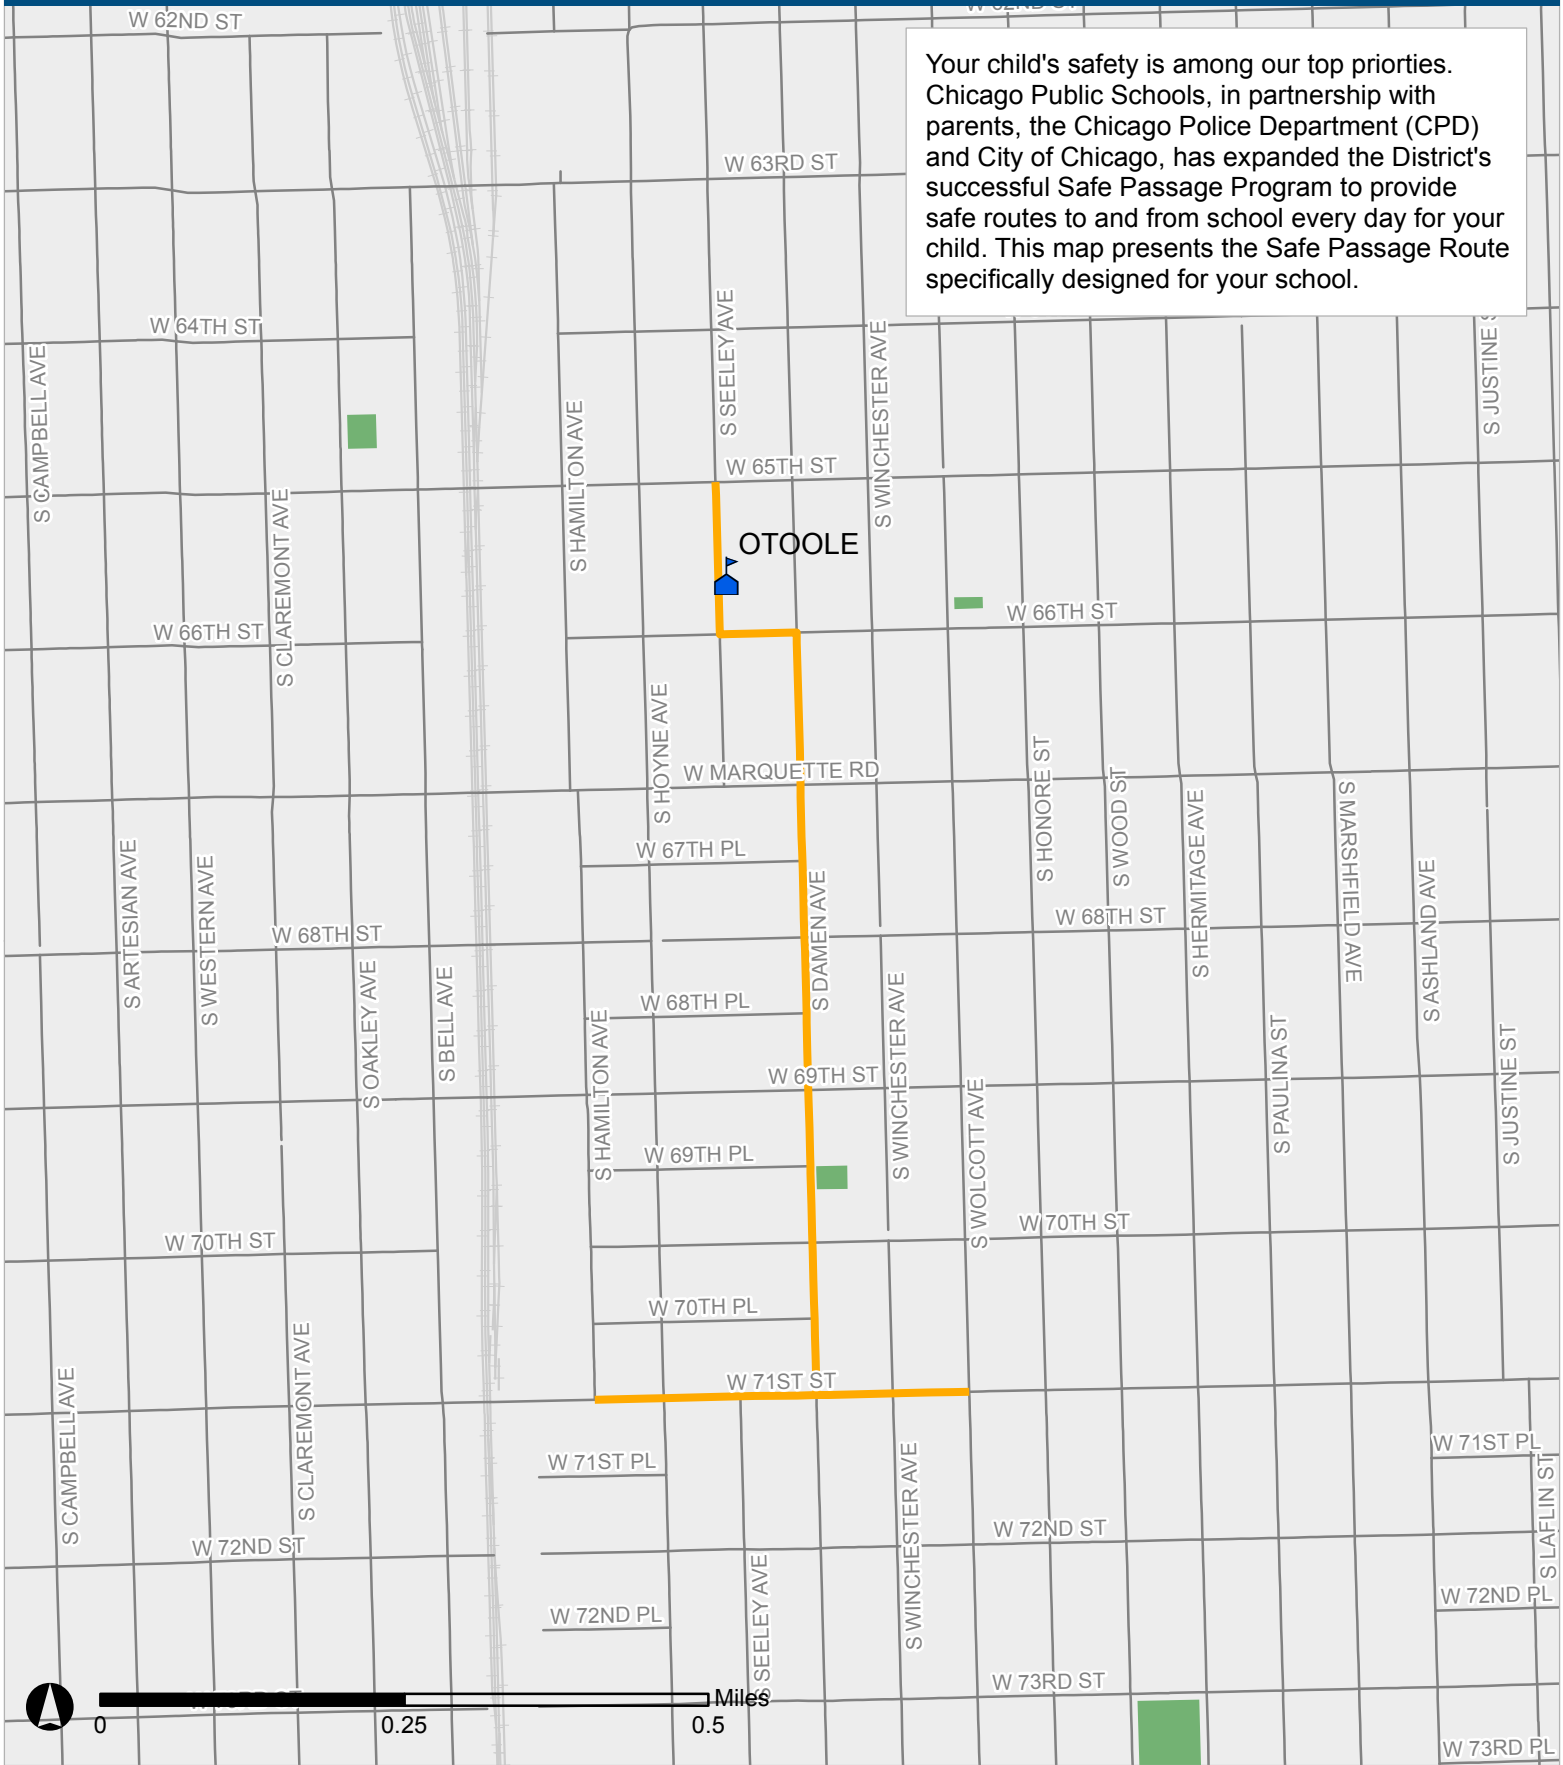 W 62ND ST
Your child's safety is among our top priorties.
Chicago Public Schools, in partnership with
parents, the Chicago Police Department (CPD)
and City of Chicago, has expanded the District's
successful Safe Passage Program to provide
safe routes to and from school every day for your
child. This map presents the Safe Passage Route
specifically designed for your school.
W 63RD ST
W 64TH ST
S SEELEY AVE
S WINCHESTER AVE
S CAMPBELL AVE
S HAMILTON AVE
W 65TH ST
S CLAREMONT AVE
OTOOLE
W 66TH ST
W 66TH ST
S HOYNE AVE
W MARQUETTE RD
S HONORE ST
S WOOD ST
S HERMITAGE AVE
S MARSHFIELD AVE
S ASHLAND AVE
W 67TH PL
S ARTESIAN AVE
S WESTERN AVE
S DAMEN AVE
W 68TH ST
W 68TH ST
S OAKLEY AVE
S BELL AVE
W 68TH PL
S HAMILTON AVE
S WINCHESTER AVE
S PAULINA ST
S JUSTINE ST
W 69TH ST
S WOLCOTT AVE
W 69TH PL
W 70TH ST
W 70TH ST
W 70TH PL
S CLAREMONT AVE
S CAMPBELL AVE
W 71ST ST
W 71ST PL
W 71ST PL
S WINCHESTER AVE
S LAFLIN ST
W 72ND ST
W 72ND ST
S SEELEY AVE
W 72ND PL
W 72ND PL
W 73RD ST
Miles
0 0.25 0.5
W 73RD PL